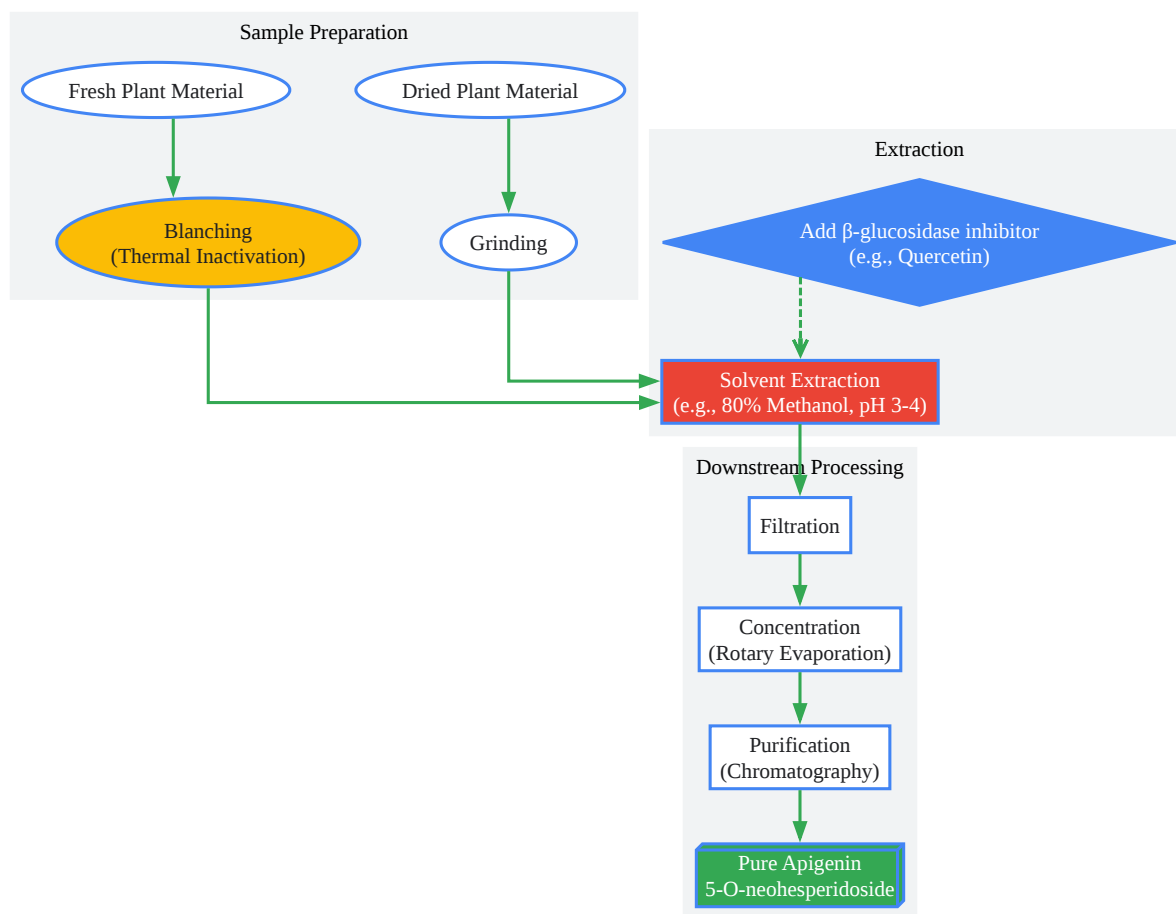 Sample Preparation
Fresh Plant Material
Dried Plant Material
Blanching
(Thermal Inactivation)
Grinding
Extraction
Add β-glucosidase inhibitor
(e.g., Quercetin)
Solvent Extraction
(e.g., 80% Methanol, pH 3-4)
Downstream Processing
Filtration
Concentration
(Rotary Evaporation)
Purification
(Chromatography)
Pure Apigenin
5-O-neohesperidoside